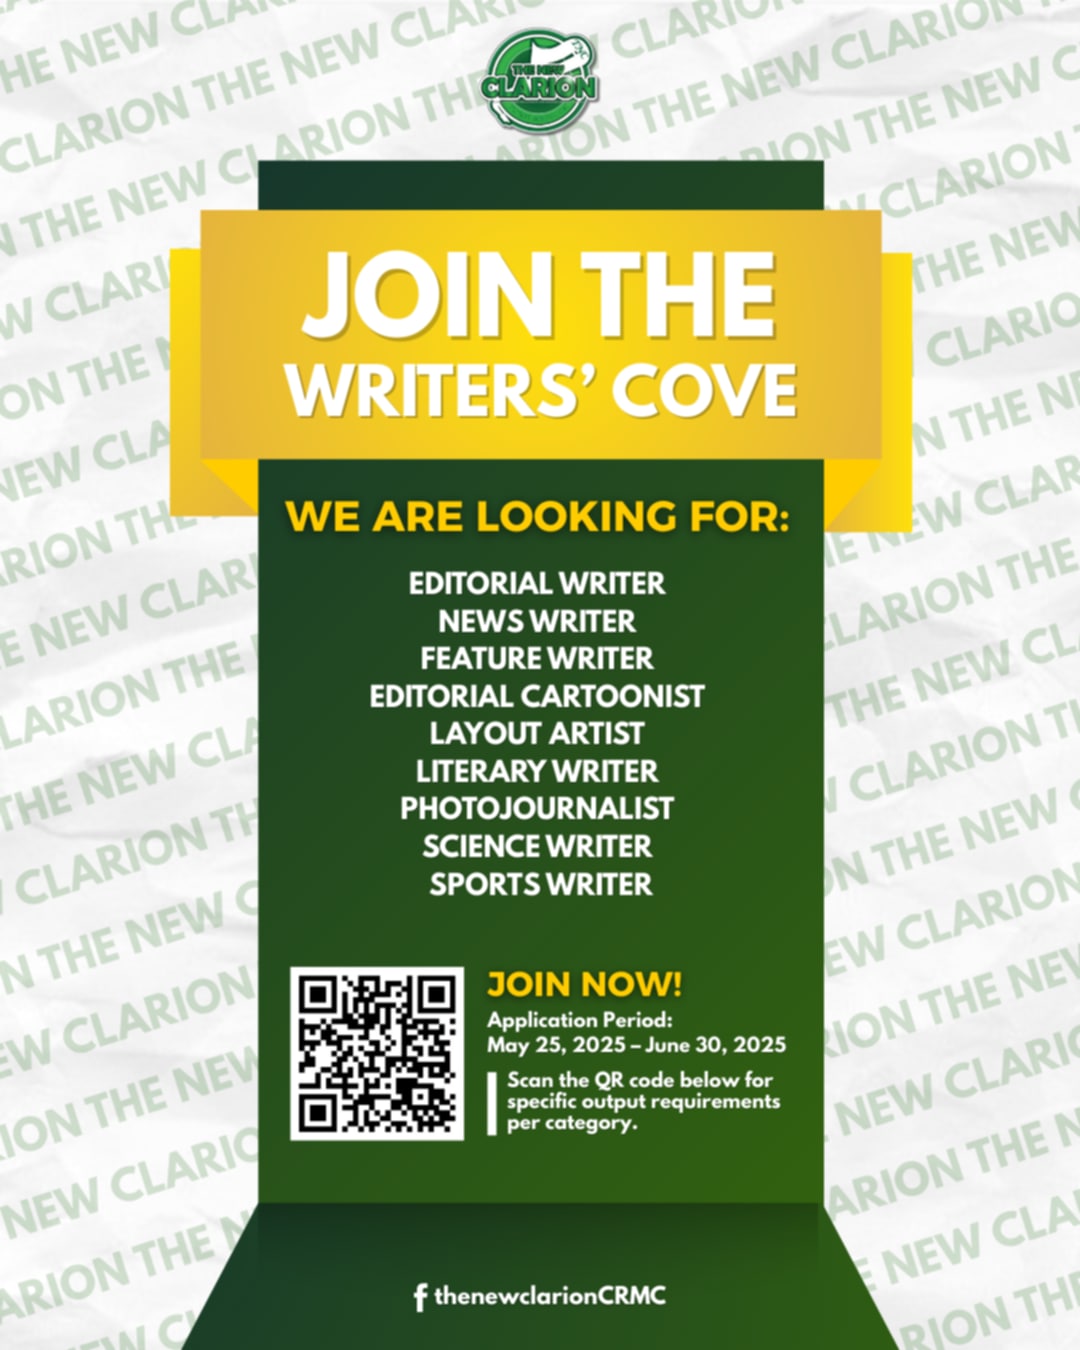 THE NEW
CLARION
JOIN THE
WRITERS' COVE
WE ARE LOOKING FOR:
EDITORIAL WRITER
NEWS WRITER
FEATURE WRITER
EDITORIAL CARTOONIST
LAYOUT ARTIST
LITERARY WRITER
PHOTOJOURNALIST
SCIENCE WRITER
SPORTS WRITER
JOIN NOW!
Application Period:
May 25, 2025 – June 30, 2025
Scan the QR code below for
specific output requirements
per category.
thenewclarionCRMC